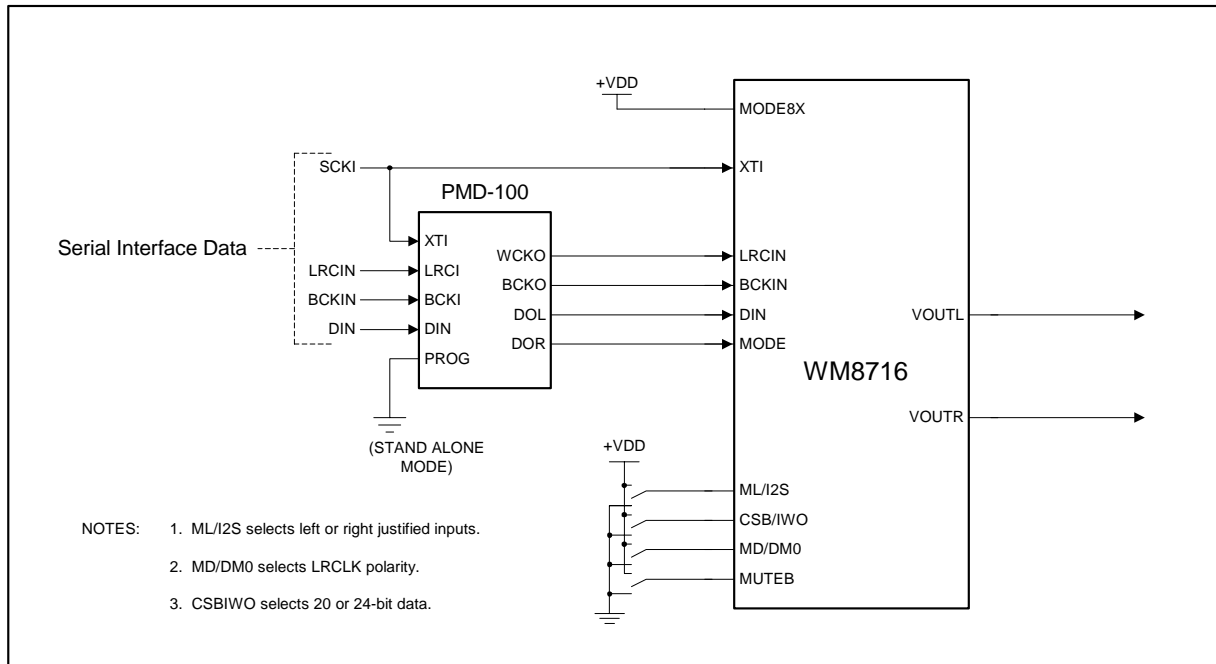 +VDD
MODE8X
SCKI
XTI
PMD-100
Serial Interface Data
XTI
WCKO
LRCIN
LRCIN
LRCI
BCKO
BCKIN
BCKIN
BCKI
DOL
DIN
VOUTL
DIN
DIN
DOR
MODE
PROG
WM8716
VOUTR
(STAND ALONE
MODE)
+VDD
ML/I2S
CSB/IWO
MD/DM0
MUTEB
NOTES: 1. ML/I2S selects left or right justified inputs.
2. MD/DM0 selects LRCLK polarity.
3. CSBIWO selects 20 or 24-bit data.